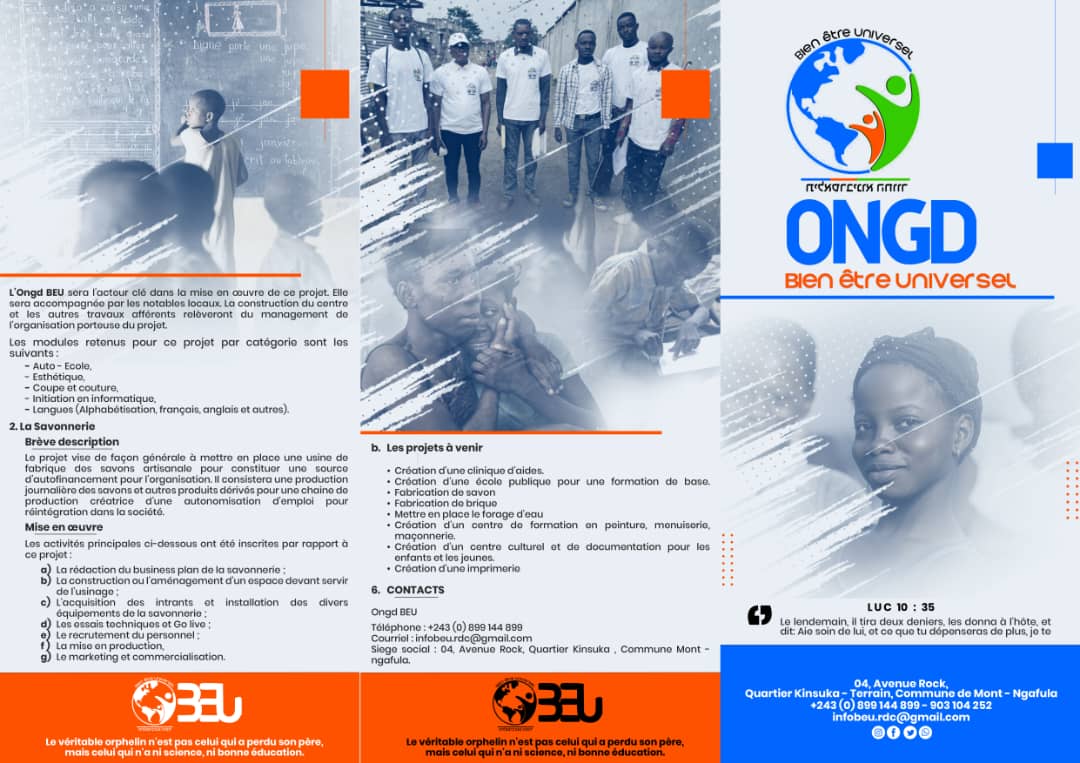 L'Ongd BEU sera l'acteur clé dans la mise en œuvre de ce projet. Elle
sera accompagnée par les notables locaux. La construction du centre
et les autres travaux afférents relèveront du management de
l'organisation porteuse du projet.
Les modules retenus pour ce projet par catégorie sont les
suivants :
- Auto - Ecole,
- Esthétique,
- Coupe et couture,
- Initiation en informatique,
- Langues (Alphabétisation, français, anglais et autres).
2. La Savonnerie
Brève description
Le projet vise de façon générale à mettre en place une usine de
fabrique des savons artisanale pour constituer une source
d'autofinancement pour l'organisation. Il consistera une production
journalière des savons et autres produits dérivés pour une chaine de
production créatrice d'une autonomisation d'emploi pour
réintégration dans la société.
Mise en œuvre
Les activités principales ci-dessous ont été inscrites par rapport à
ce projet :
a) La rédaction du business plan de la savonnerie ;
b) La construction ou l'aménagement d'un espace devant servir
de l'usinage ;
c) L'acquisition des intrants et installation des divers
équipements de la savonnerie ;
d) Les essais techniques et Go live ;
e) Le recrutement du personnel ;
f) La mise en production,
g) Le marketing et commercialisation.
BEU
Le véritable orphelin n'est pas celui qui a perdu son père,
mais celui qui n'a ni science, ni bonne éducation.
b. Les projets à venir
• Création d'une clinique d'aides.
• Création d'une école publique pour une formation de base.
• Fabrication de savon
• Fabrication de brique
• Mettre en place le forage d'eau
• Création d'un centre de formation en peinture, menuiserie,
maçonnerie.
• Création d'un centre culturel et de documentation pour les
enfants et les jeunes.
• Création d'une imprimerie
6. CONTACTS
Ongd BEU
Téléphone : +243 (0) 899 144 899
Courriel : infobeu.rdc@gmail.com
Siege social : 04, Avenue Rock, Quartier Kinsuka , Commune Mont -
ngafula.
BEU
Le véritable orphelin n'est pas celui qui a perdu son père,
mais celui qui n'a ni science, ni bonne éducation.
Bien être Universel
ONGD
Bien être Universel
LUC 10 : 35
Le lendemain, il tira deux deniers, les donna à l'hôte, et
dit: Aie soin de lui, et ce que tu dépenseras de plus, je te
04, Avenue Rock,
Quartier Kinsuka - Terrain, Commune de Mont - Ngafula
+243 (0) 899 144 899 - 903 104 252
infobeu.rdc@gmail.com